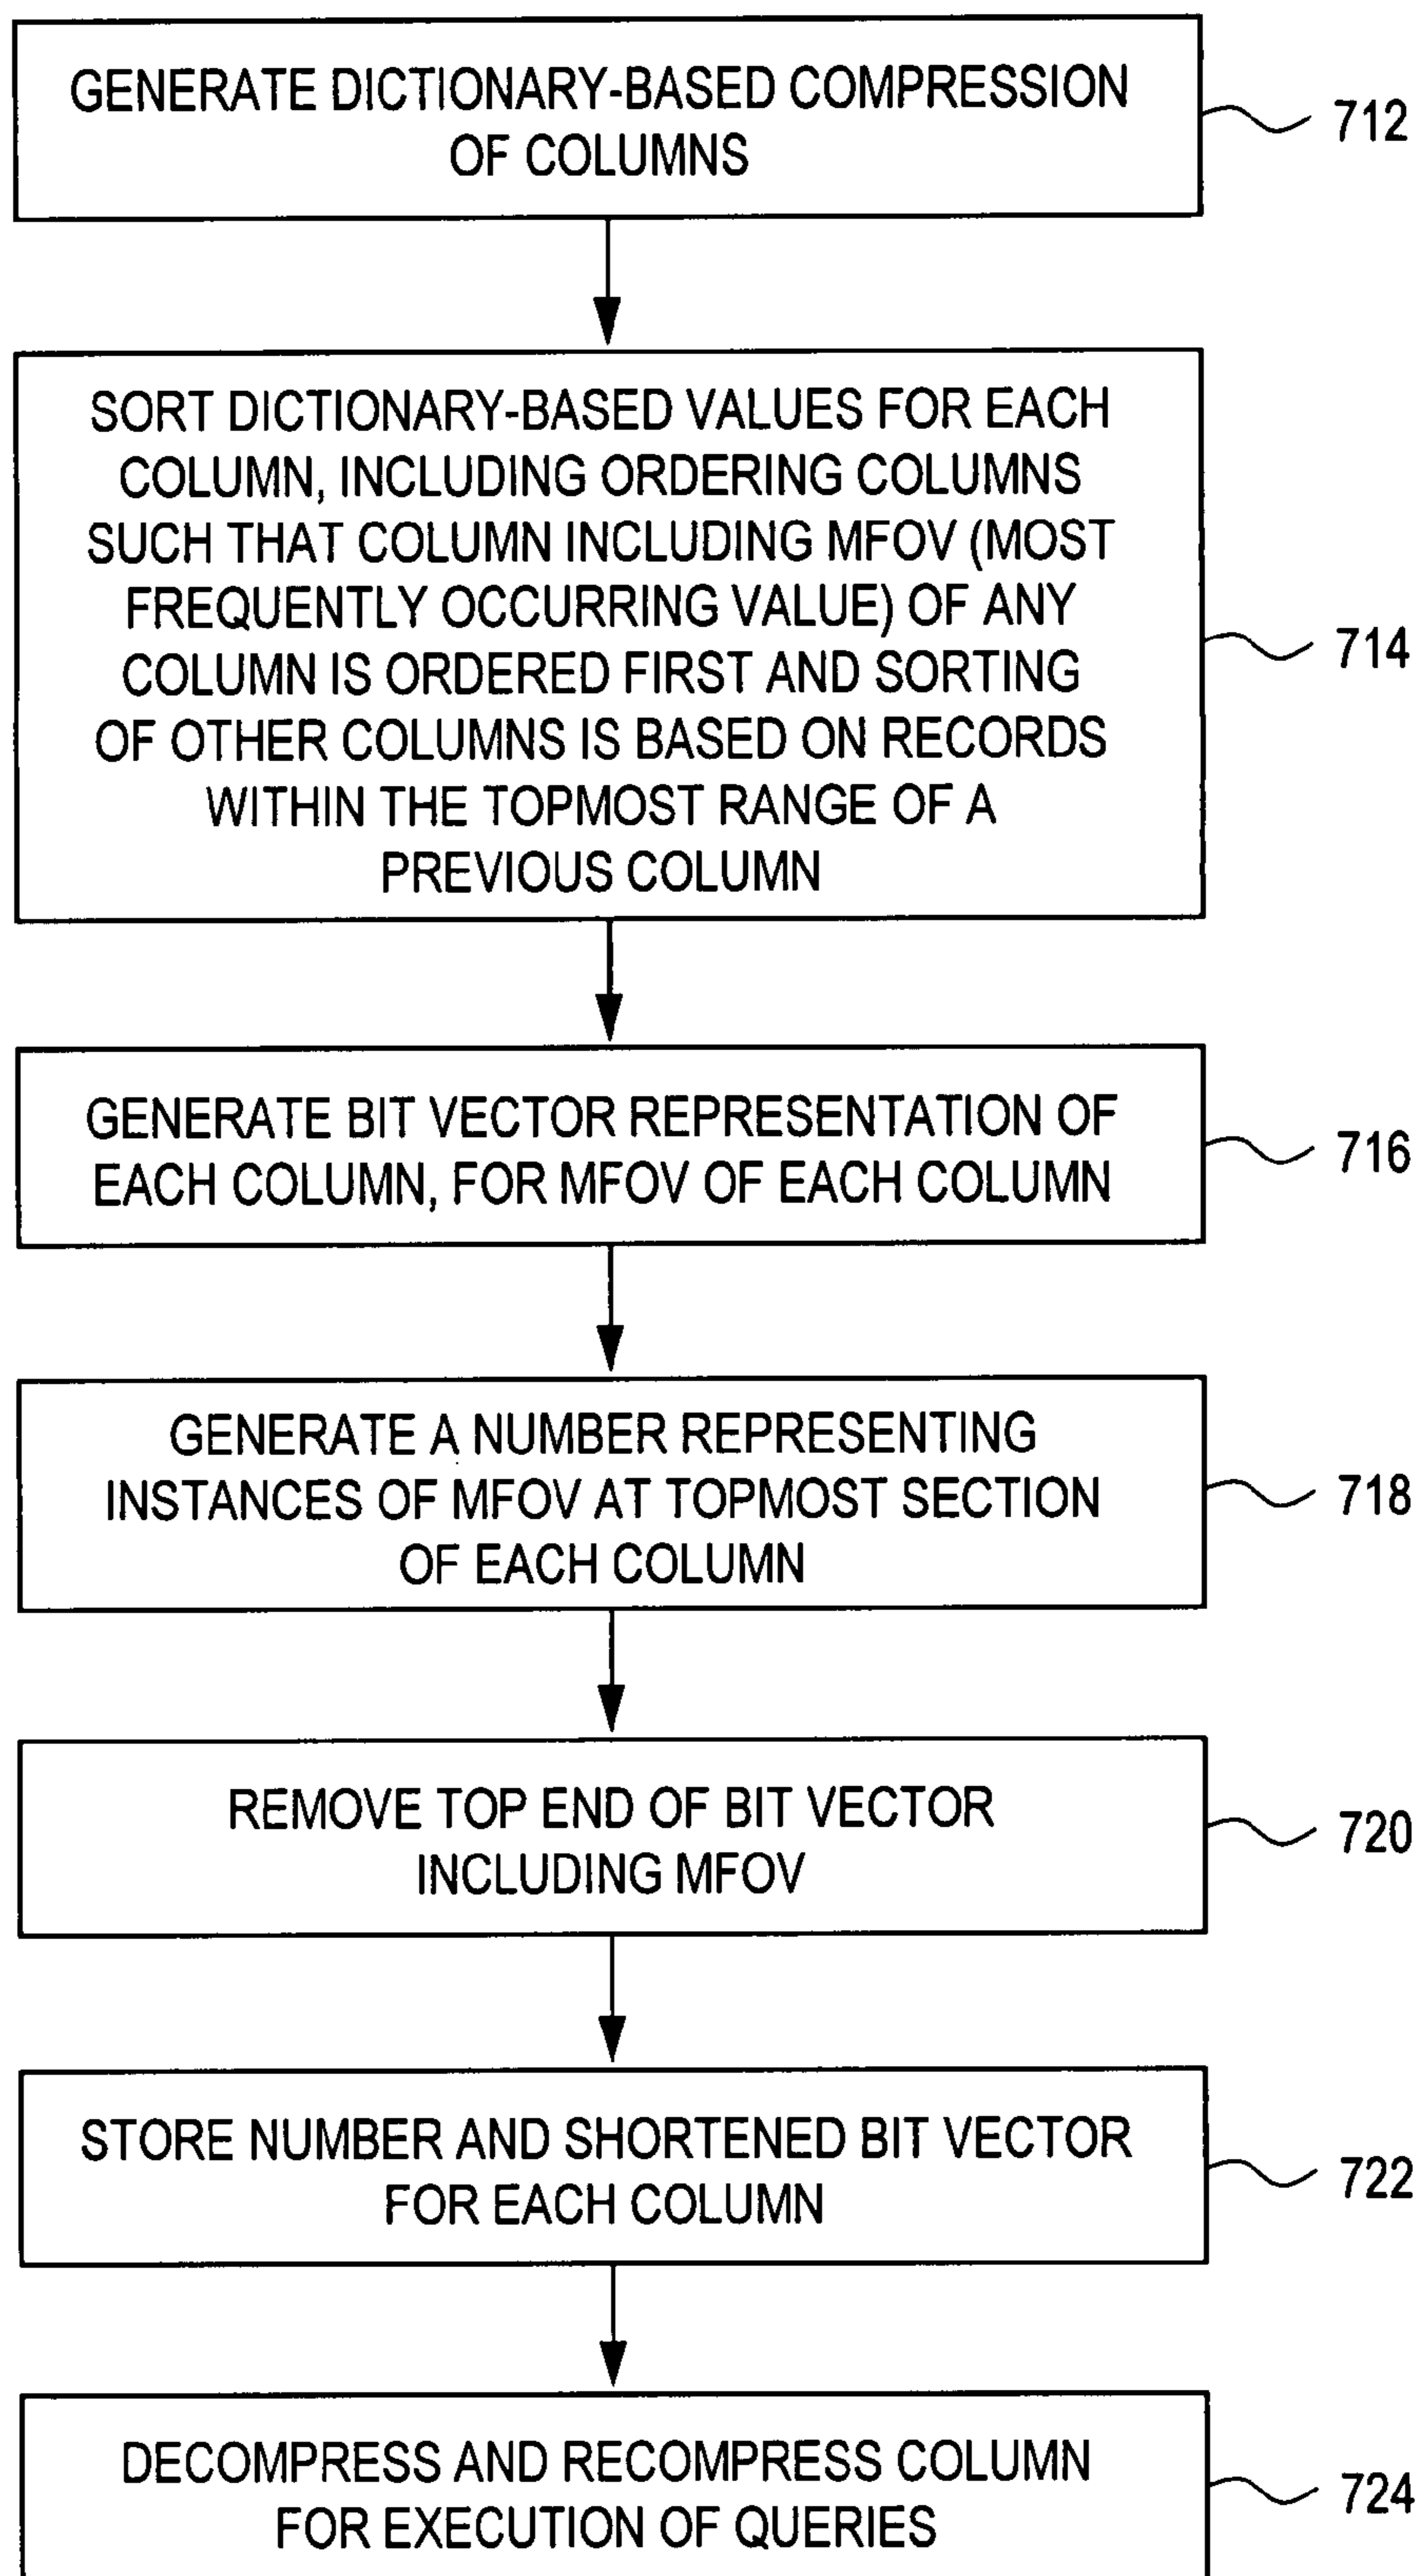 GENERATE DICTIONARY-BASED COMPRESSION
OF COLUMNS
712
SORT DICTIONARY-BASED VALUES FOR EACH
COLUMN, INCLUDING ORDERING COLUMNS
SUCH THAT COLUMN INCLUDING MFOV (MOST
FREQUENTLY OCCURRING VALUE) OF ANY
COLUMN IS ORDERED FIRST AND SORTING
OF OTHER COLUMNS IS BASED ON RECORDS
WITHIN THE TOPMOST RANGE OF A
PREVIOUS COLUMN
714
GENERATE BIT VECTOR REPRESENTATION OF
EACH COLUMN, FOR MFOV OF EACH COLUMN
716
GENERATE A NUMBER REPRESENTING
INSTANCES OF MFOV AT TOPMOST SECTION
OF EACH COLUMN
718
REMOVE TOP END OF BIT VECTOR
INCLUDING MFOV
720
STORE NUMBER AND SHORTENED BIT VECTOR
FOR EACH COLUMN
722
DECOMPRESS AND RECOMPRESS COLUMN
FOR EXECUTION OF QUERIES
724